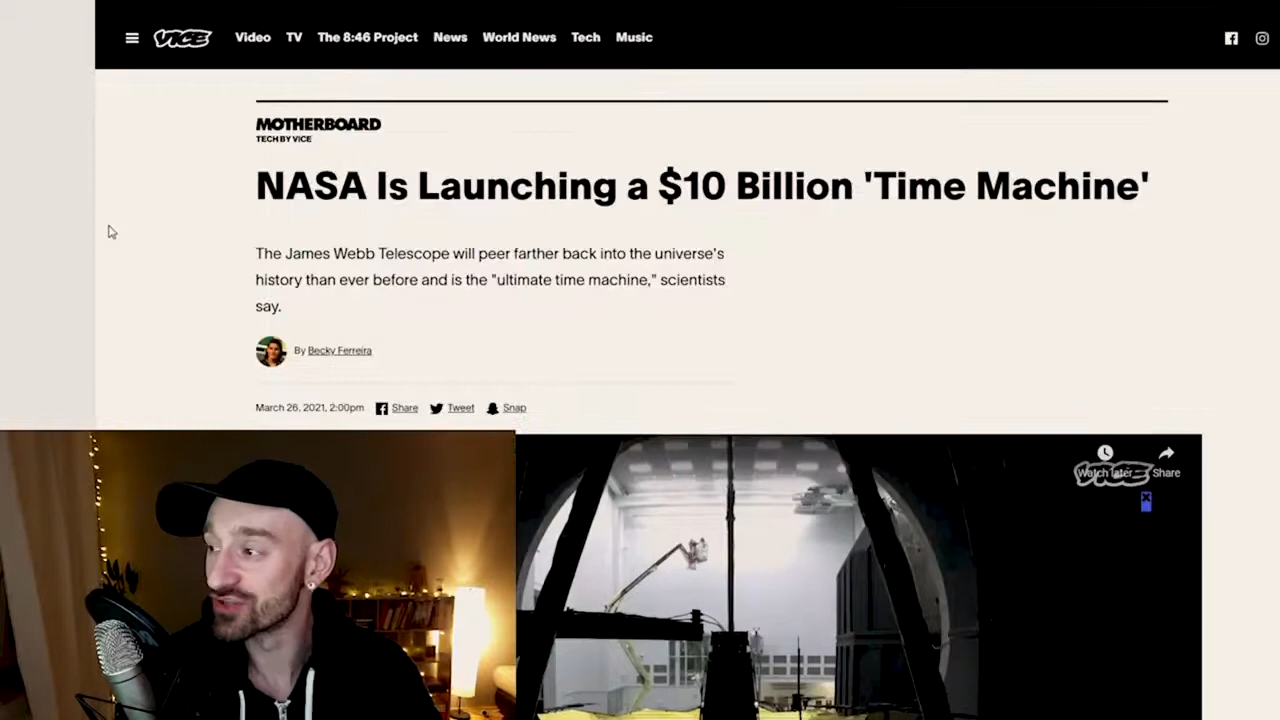 VICE Video TV The 8:46 Project News World News Tech Music
MOTHERBOARD
TECH BY VICE
NASA Is Launching a $10 Billion 'Time Machine'
The James Webb Telescope will peer farther back into the universe's
history than ever before and is the "ultimate time machine," scientists
say.
By Becky Ferreira
March 26, 2021, 2:00pm Share Tweet Snap
Watch later Share
VICE